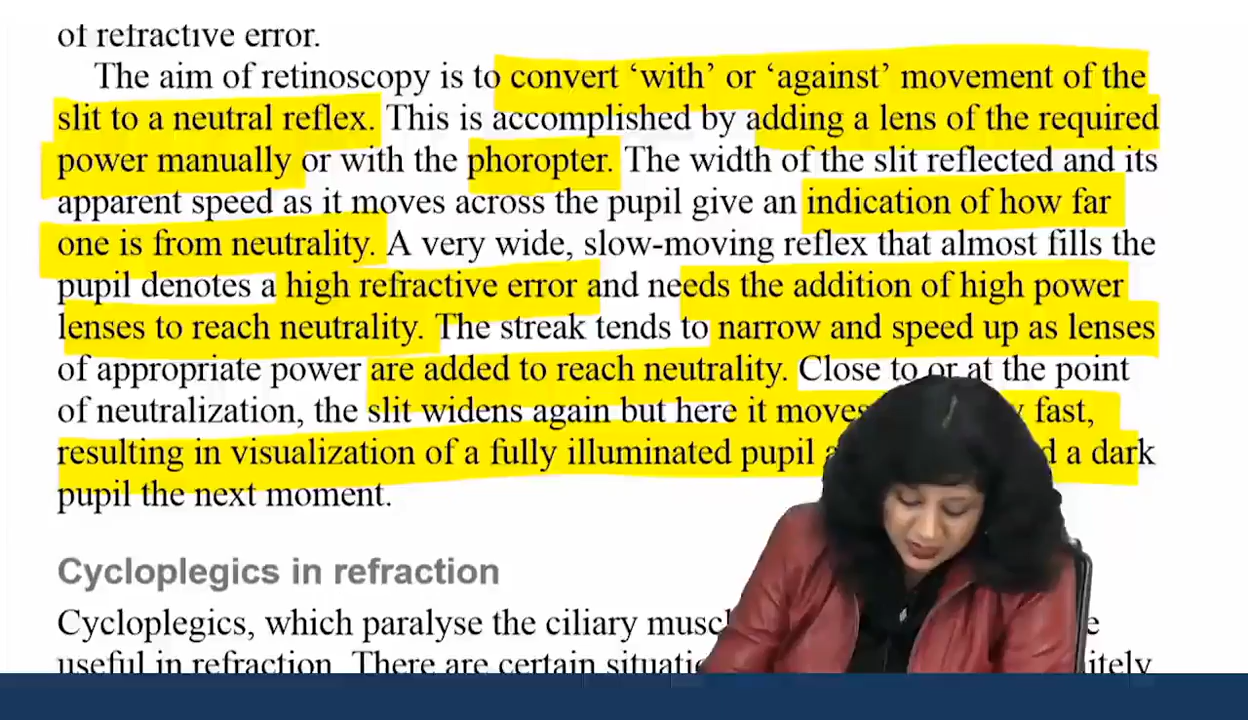 of refractive error.
The aim of retinoscopy is to convert ‘with’ or ‘against’ movement of the
slit to a neutral reflex. This is accomplished by adding a lens of the required
power manually or with the phoropter. The width of the slit reflected and its
apparent speed as it moves across the pupil give an indication of how far
one is from neutrality. A very wide, slow-moving reflex that almost fills the
pupil denotes a high refractive error and needs the addition of high power
lenses to reach neutrality. The streak tends to narrow and speed up as lenses
of appropriate power are added to reach neutrality. Close to or at the point
of neutralization, the slit widens again but here it moves fast,
resulting in visualization of a fully illuminated pupil a dark
pupil the next moment.
Cycloplegics in refraction
Cycloplegics, which paralyse the ciliary
useful in refraction. There are certain